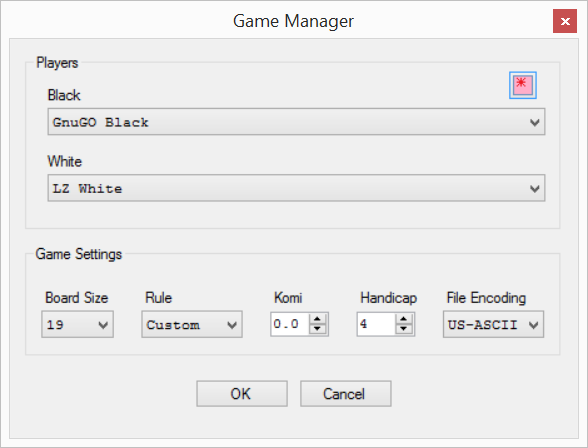 Game Manager
Players
Black
GnuGO Black
White
LZ White
Game Settings
Board Size Rule Komi Handicap File Encoding
19 Custom 0.0 4 US-ASCII
OK Cancel